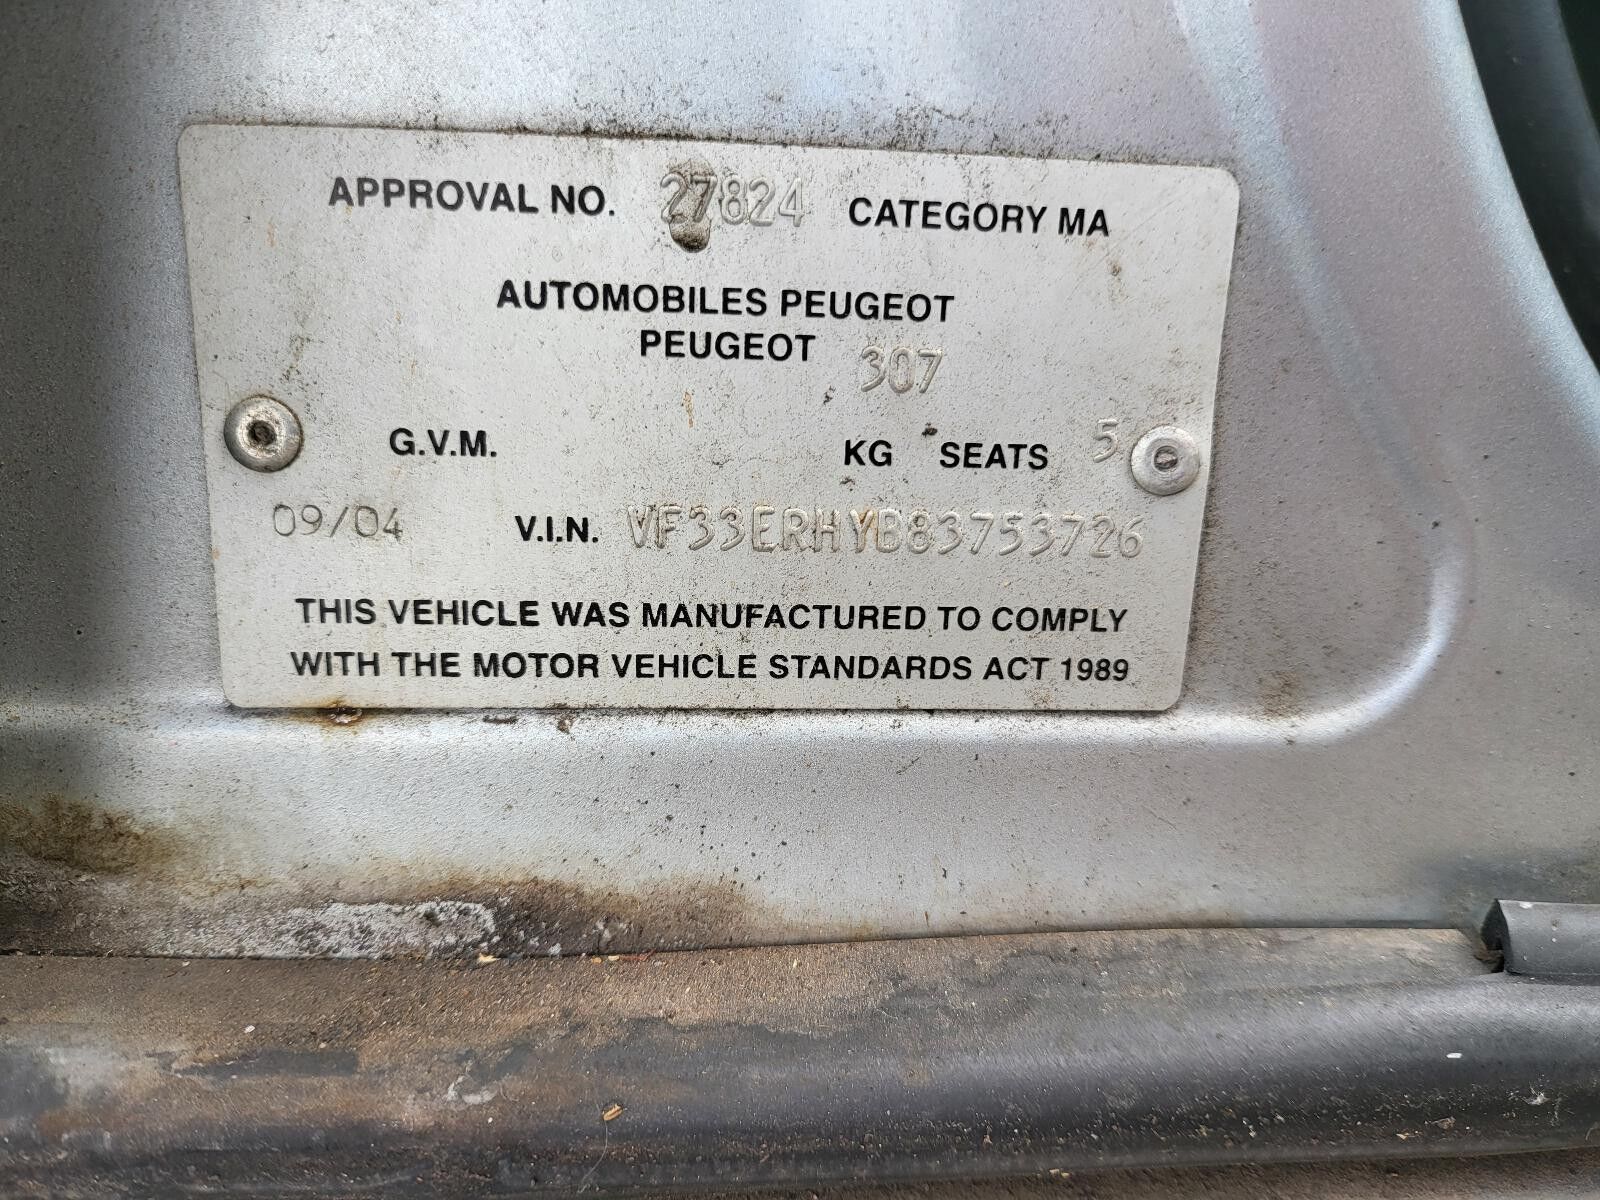 APPROVAL NO. 27824 CATEGORY MA
AUTOMOBILES PEUGEOT
PEUGEOT 307
G.V.M. KG SEATS 5
09/04 V.I.N. VF33ERHYB83753726
THIS VEHICLE WAS MANUFACTURED TO COMPLY
WITH THE MOTOR VEHICLE STANDARDS ACT 1989